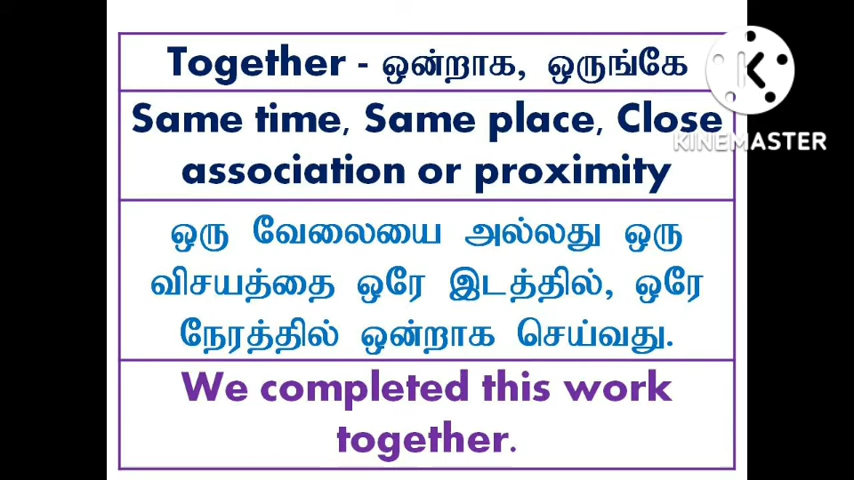 Together - ஒன்றாக, ஒருங்கே
Same time, Same place, Close
association or proximity
ஒரு வேலையை அல்லது ஒரு
விசயத்தை ஒரே இடத்தில், ஒரே
நேரத்தில் ஒன்றாக செய்வது.
We completed this work
together.
K
KINEMASTER